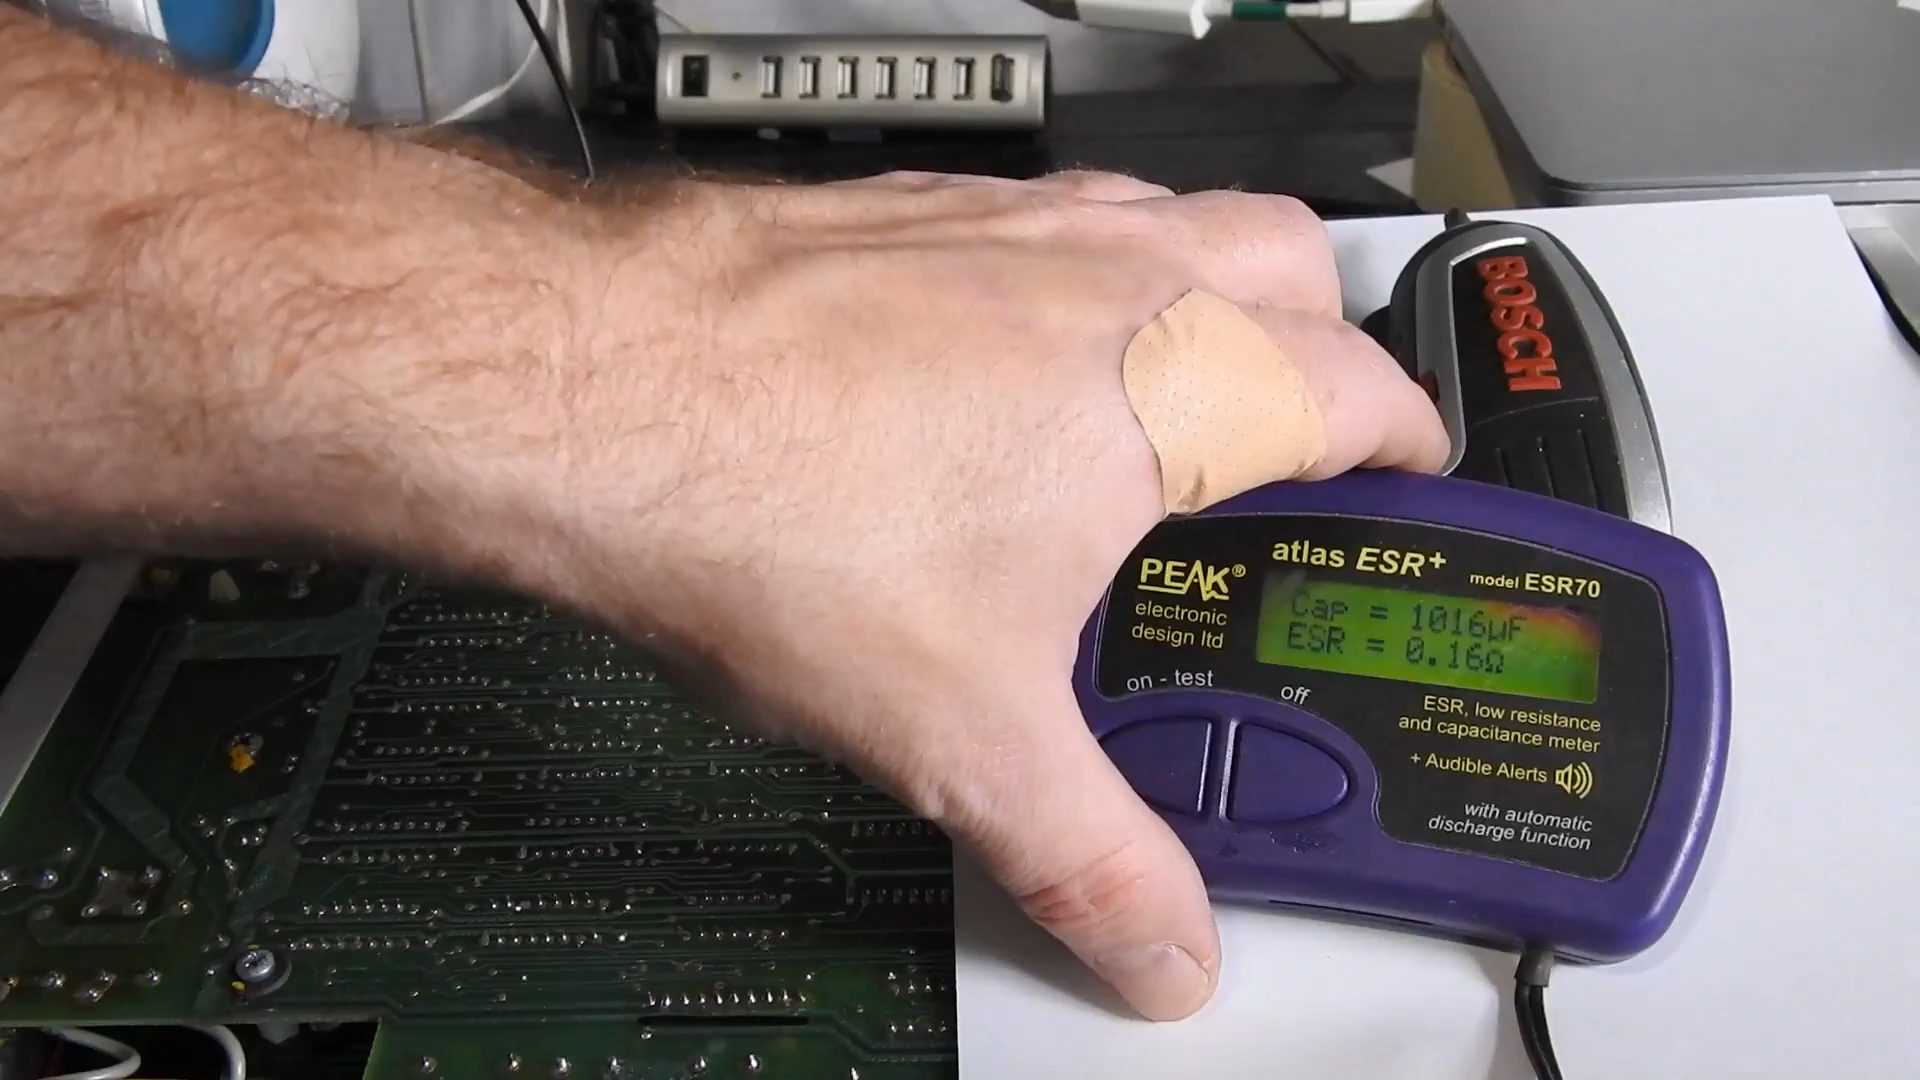 BOSCH
atlas ESR+
PEAK®
model ESR70
electronic
design ltd
Cap = 1016µF
ESR = 0.16Ω
on - test
off
ESR, low resistance
and capacitance meter
+ Audible Alerts
with automatic
discharge function